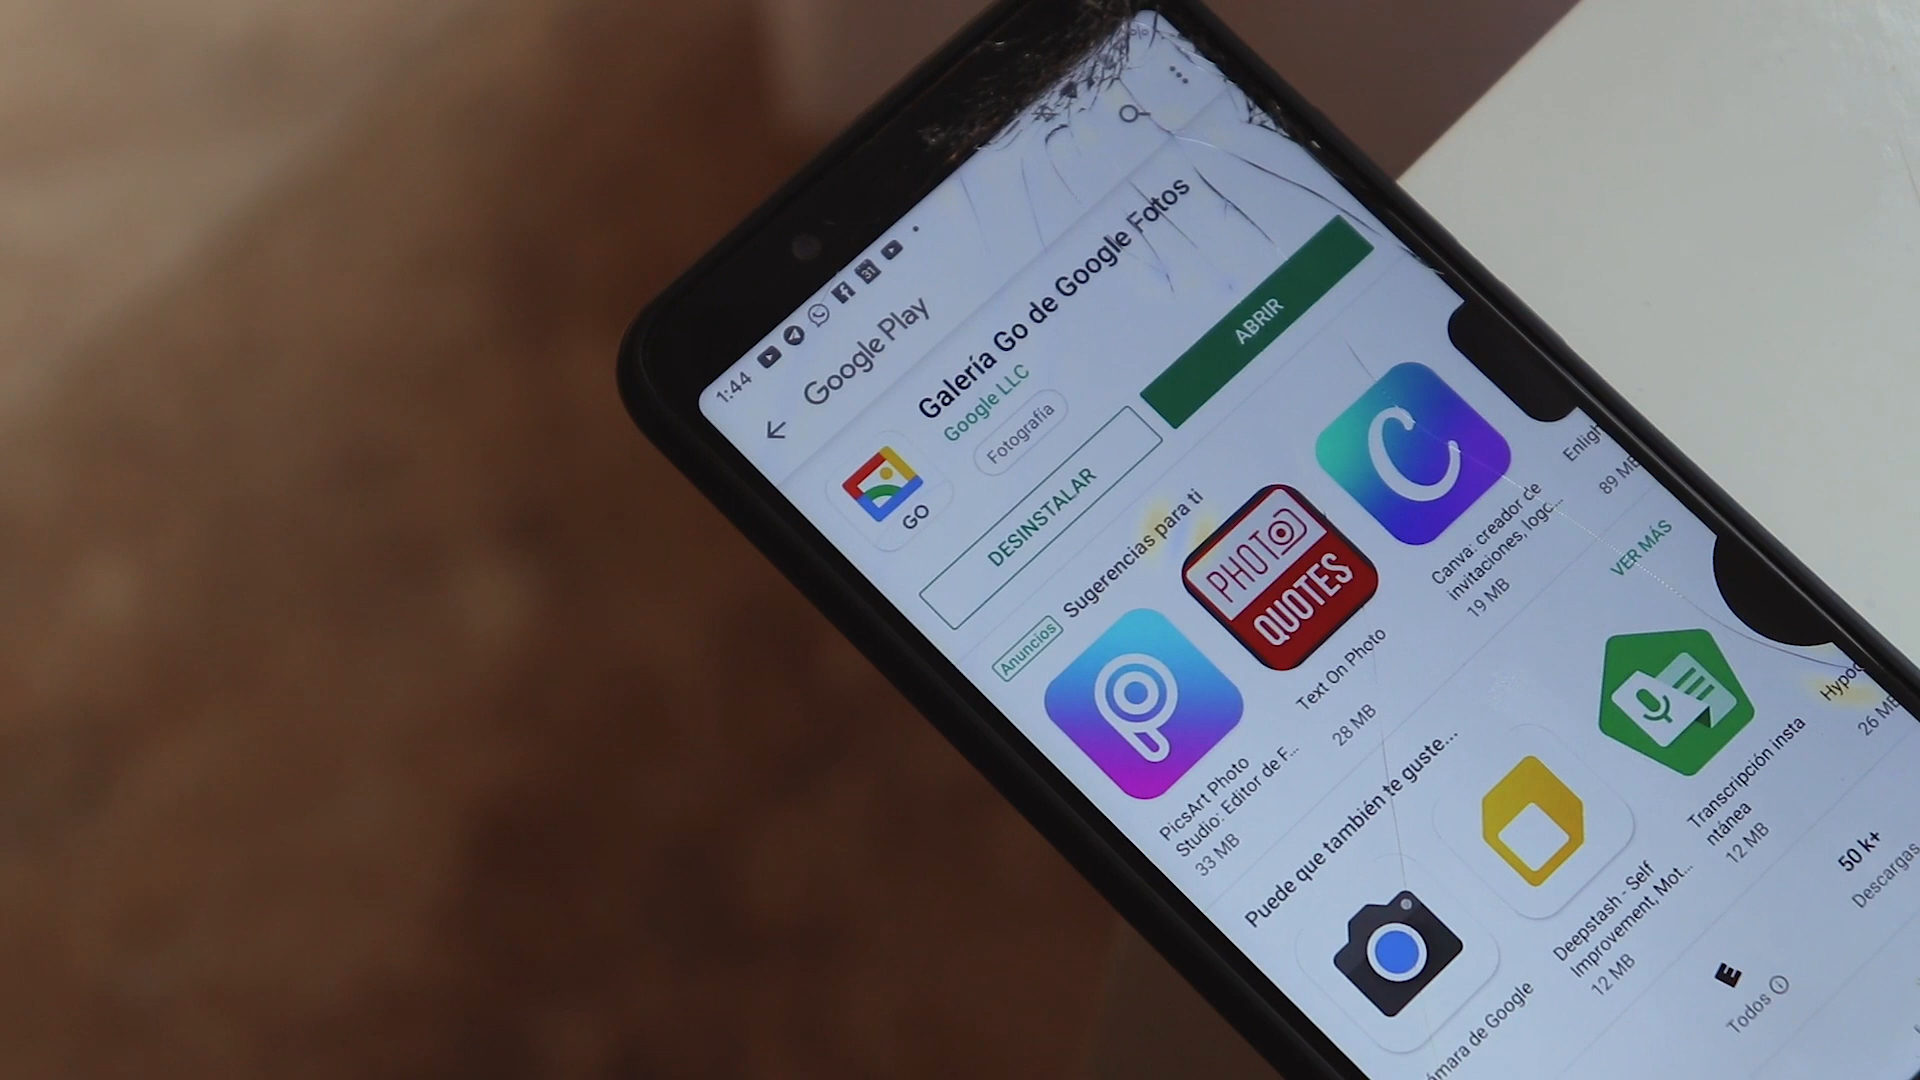 1:44
31
Google Play
Galería Go de Google Fotos
Google LLC
Fotografía
GO
DESINSTALAR
ABRIR
Anuncios
Sugerencias para ti
PHOTO
QUOTES
C
PicsArt Photo
Studio: Editor de F...
33 MB
Text On Photo
28 MB
Canva: creador de
invitaciones, logo...
19 MB
Enligh
89 MB
Puede que también te guste...
VER MÁS
ámara de Google
Deepstash - Self
Improvement, Mot...
12 MB
Transcripción insta
ntánea
12 MB
Hypoc
26 MB
E
Todos
50 k+
Descargas